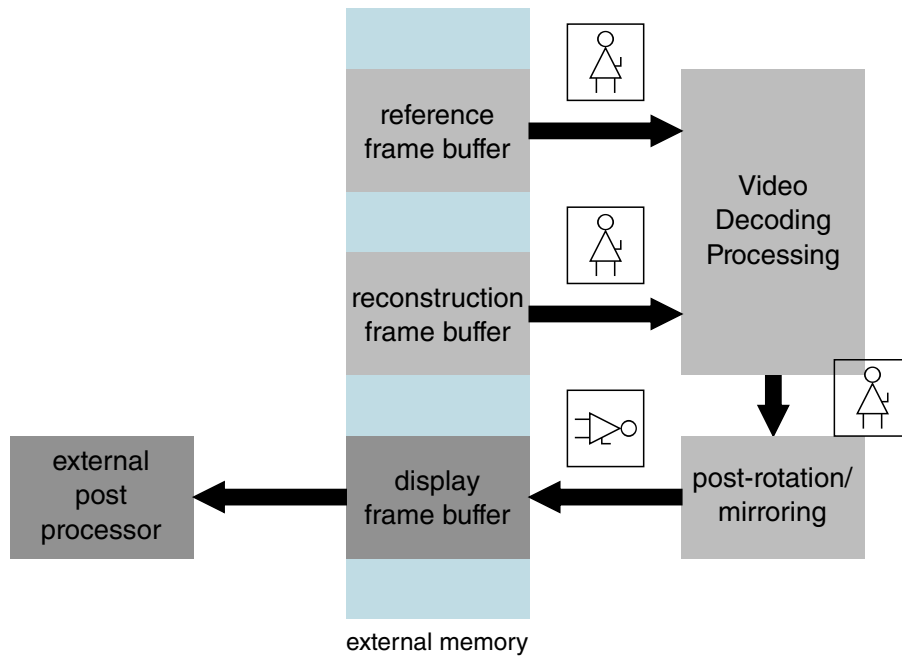 reference
frame buffer
Video
Decoding
Processing
reconstruction
frame buffer
external
post
processor
display
frame buffer
post-rotation/
mirroring
external memory